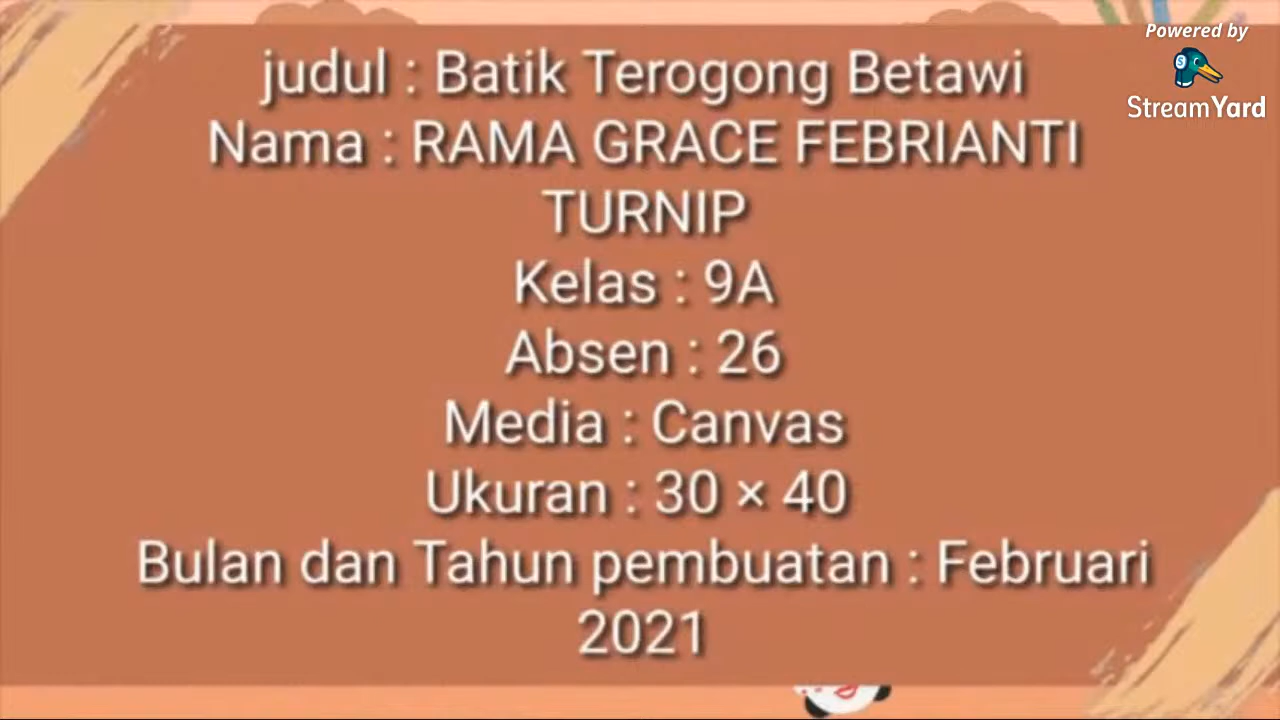 Powered by
StreamYard
judul : Batik Terogong Betawi
Nama : RAMA GRACE FEBRIANTI
TURNIP
Kelas : 9A
Absen : 26
Media : Canvas
Ukuran : 30 × 40
Bulan dan Tahun pembuatan : Februari
2021